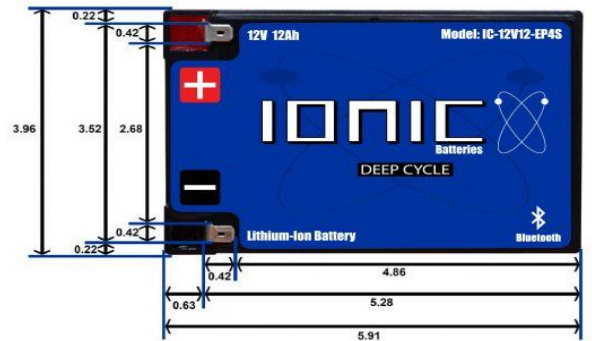 0.22
0.42
12V 12Ah
Model: IC-12V12-EP4S
+
IONIC
Batteries
3.96
3.52
2.68
DEEP CYCLE
-
0.42
0.22
Lithium-Ion Battery
Bluetooth
0.42
4.86
0.63
5.28
5.91